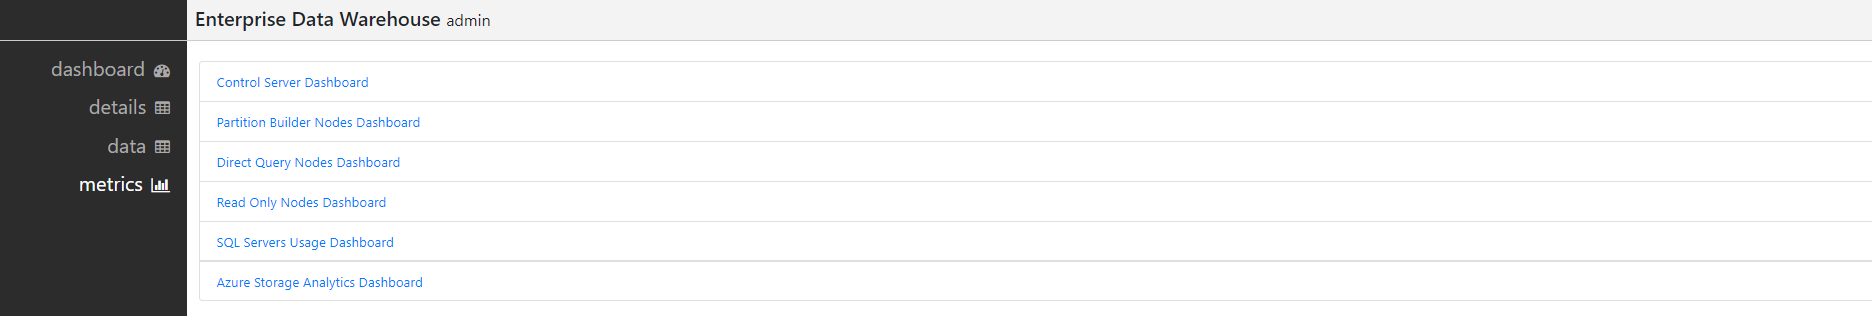 Enterprise Data Warehouse admin
dashboard
details
data
metrics
Control Server Dashboard
Partition Builder Nodes Dashboard
Direct Query Nodes Dashboard
Read Only Nodes Dashboard
SQL Servers Usage Dashboard
Azure Storage Analytics Dashboard